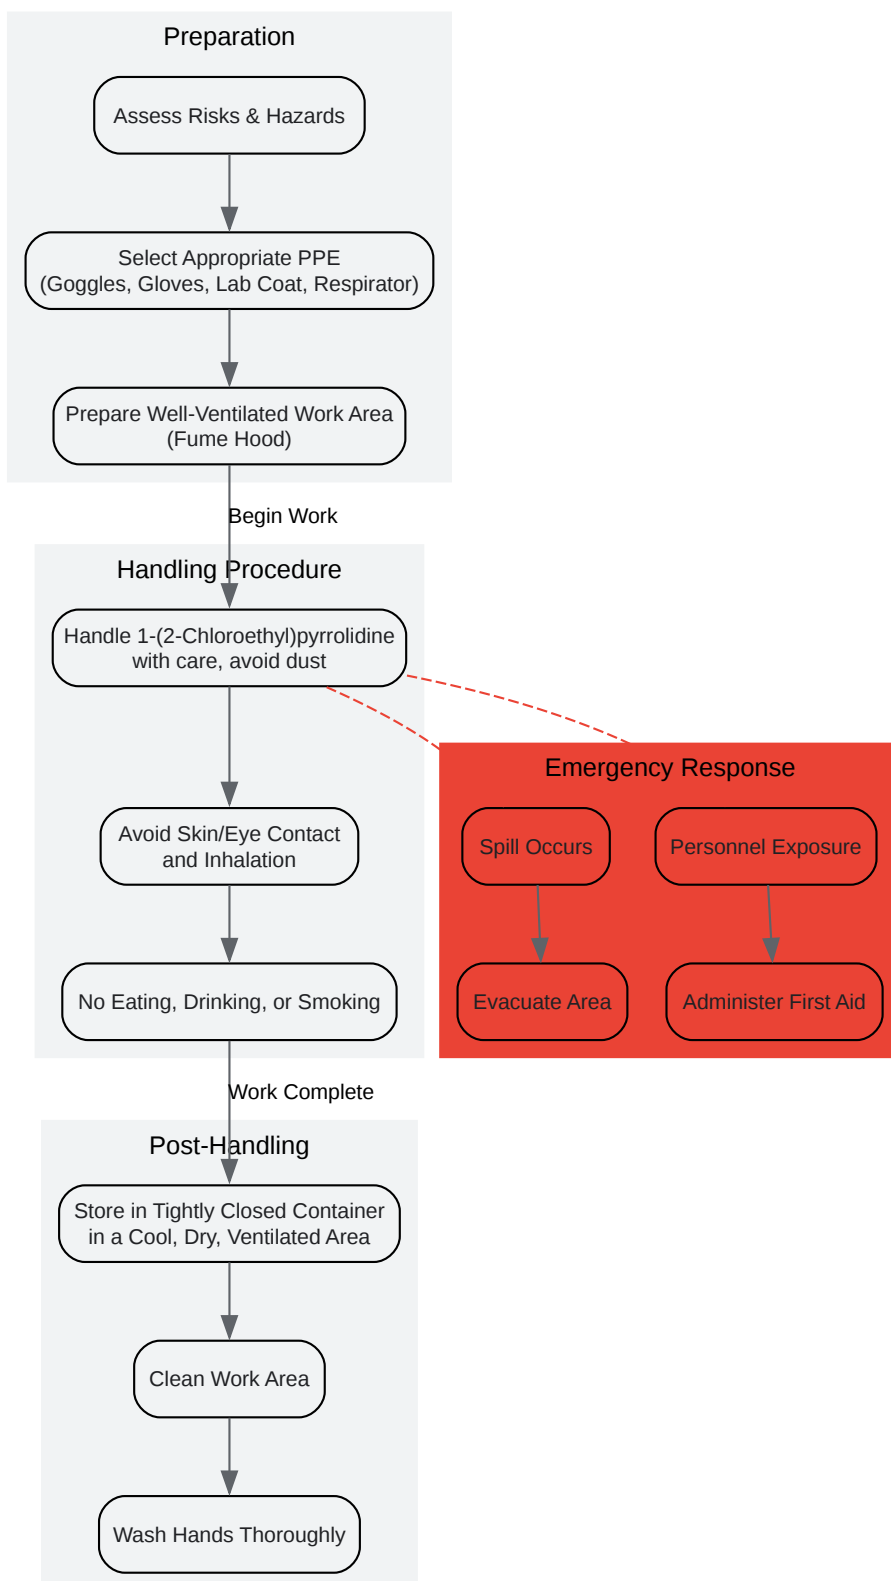 Preparation
Assess Risks & Hazards
Select Appropriate PPE
(Goggles, Gloves, Lab Coat, Respirator)
Prepare Well-Ventilated Work Area
(Fume Hood)
Begin Work
Handling Procedure
Handle 1-(2-Chloroethyl)pyrrolidine
with care, avoid dust
Avoid Skin/Eye Contact
and Inhalation
No Eating, Drinking, or Smoking
Emergency Response
Spill Occurs
Personnel Exposure
Evacuate Area
Administer First Aid
Work Complete
Post-Handling
Store in Tightly Closed Container
in a Cool, Dry, Ventilated Area
Clean Work Area
Wash Hands Thoroughly